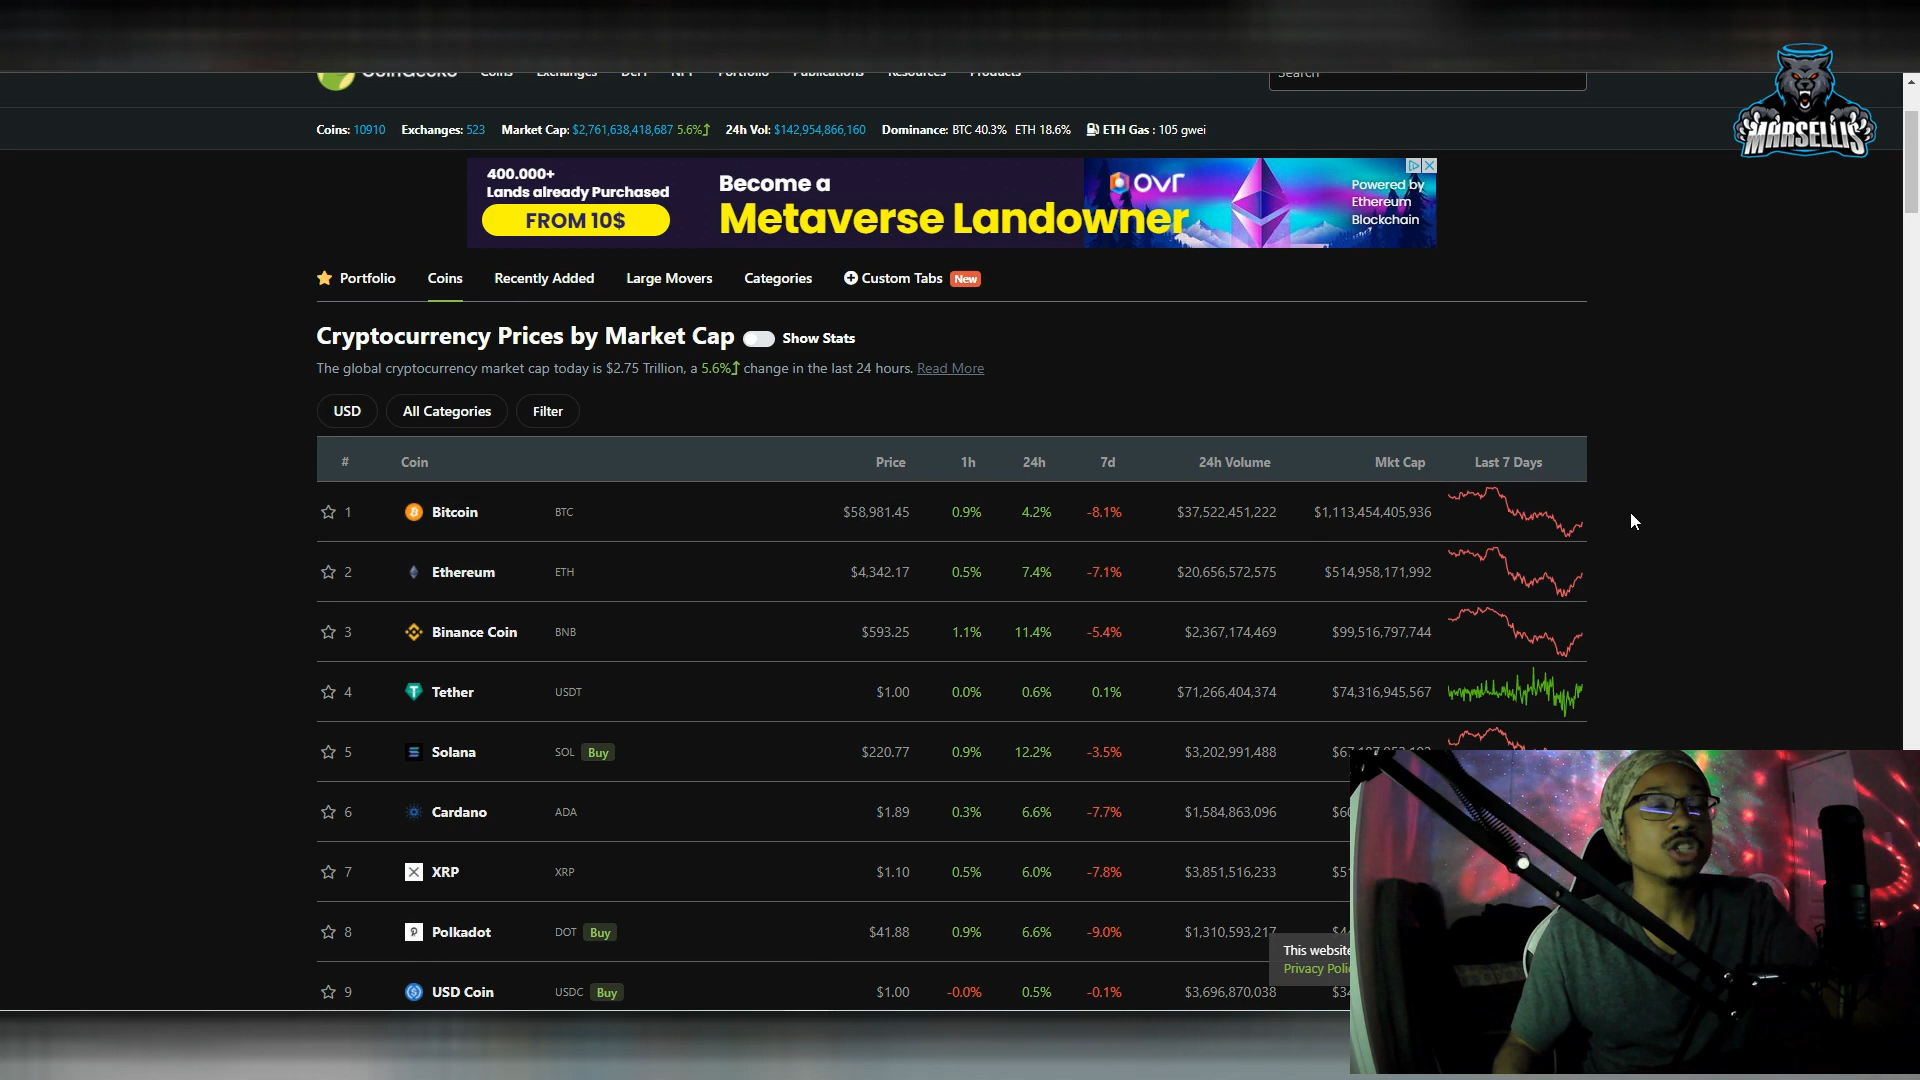 CoinGecko Coins Exchanges DeFi NFT Portfolio Publications Resources Products Search
MARSELLIS
Coins: 10910 Exchanges: 523 Market Cap: $2,761,638,418,687 5.6% 24h Vol: $142,954,866,160 Dominance: BTC 40.3% ETH 18.6% ETH Gas : 105 gwei
400.000+
Lands already Purchased
FROM 10$
Become a
Metaverse Landowner
OVR
Powered by
Ethereum
Blockchain
Portfolio Coins Recently Added Large Movers Categories Custom Tabs New
Cryptocurrency Prices by Market Cap Show Stats
The global cryptocurrency market cap today is $2.75 Trillion, a 5.6% change in the last 24 hours. Read More
USD All Categories Filter
# Coin Price 1h 24h 7d 24h Volume Mkt Cap Last 7 Days
1 Bitcoin BTC $58,981.45 0.9% 4.2% -8.1% $37,522,451,222 $1,113,454,405,936
2 Ethereum ETH $4,342.17 0.5% 7.4% -7.1% $20,656,572,575 $514,958,171,992
3 Binance Coin BNB $593.25 1.1% 11.4% -5.4% $2,367,174,469 $99,516,797,744
4 Tether USDT $1.00 0.0% 0.6% 0.1% $71,266,404,374 $74,316,945,567
5 Solana SOL Buy $220.77 0.9% 12.2% -3.5% $3,202,991,488
6 Cardano ADA $1.89 0.3% 6.6% -7.7% $1,584,863,096
7 XRP XRP $1.10 0.5% 6.0% -7.8% $3,851,516,233
8 Polkadot DOT Buy $41.88 0.9% 6.6% -9.0% $1,310,593,217
This website
Privacy
9 USD Coin USDC Buy $1.00 -0.0% 0.5% -0.1% $3,696,870,038